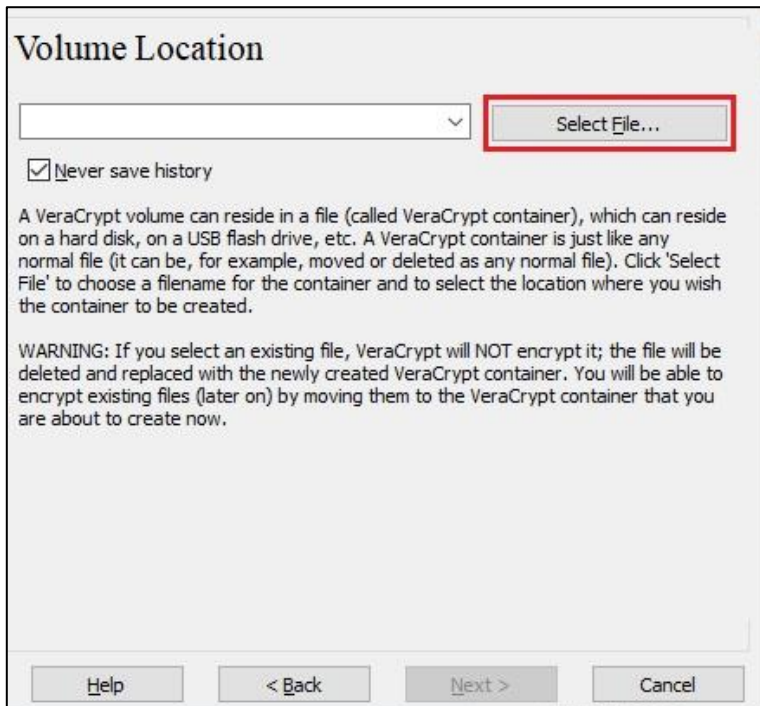 Volume Location
Select File...
Never save history
A VeraCrypt volume can reside in a file (called VeraCrypt container), which can reside
on a hard disk, on a USB flash drive, etc. A VeraCrypt container is just like any
normal file (it can be, for example, moved or deleted as any normal file). Click 'Select
File' to choose a filename for the container and to select the location where you wish
the container to be created.
WARNING: If you select an existing file, VeraCrypt will NOT encrypt it; the file will be
deleted and replaced with the newly created VeraCrypt container. You will be able to
encrypt existing files (later on) by moving them to the VeraCrypt container that you
are about to create now.
Help < Back Next > Cancel